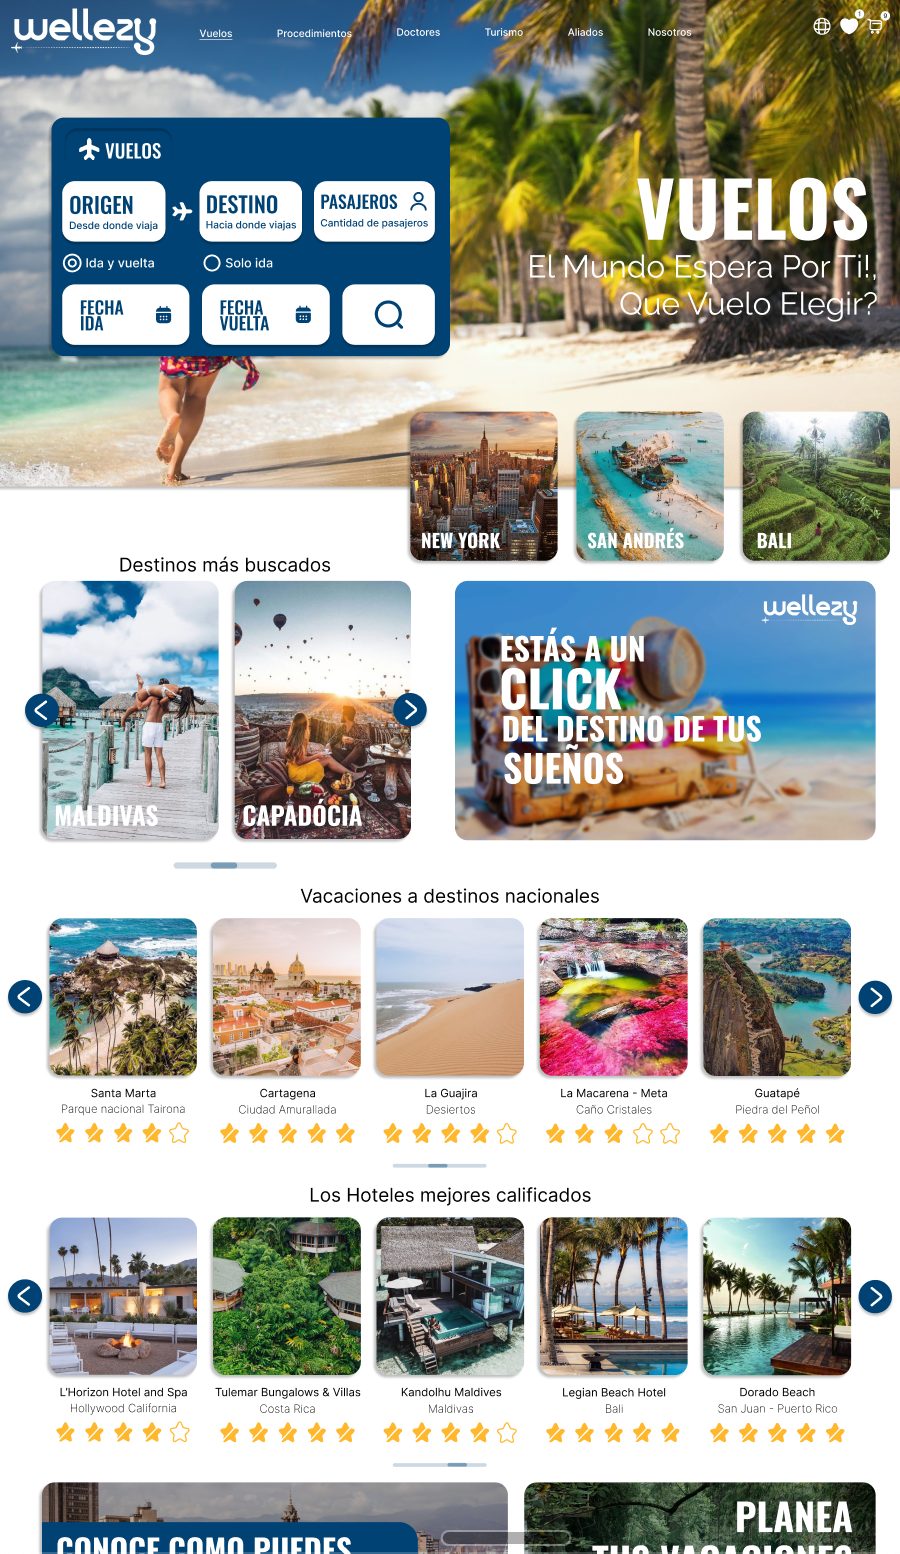 wellezy
Vuelos
Procedimientos
Doctores
Turismo
Aliados
Nosotros
1
0
VUELOS
ORIGEN
Desde donde viaja
DESTINO
Hacia donde viajas
PASAJEROS
Cantidad de pasajeros
Ida y vuelta
Solo ida
FECHA
IDA
FECHA
VUELTA
VUELOS
El Mundo Espera Por Ti!,
Que Vuelo Elegir?
NEW YORK
SAN ANDRÉS
BALI
Destinos más buscados
MALDIVAS
CAPADÓCIA
wellezy
ESTÁS A UN
CLICK
DEL DESTINO DE TUS
SUEÑOS
Vacaciones a destinos nacionales
Santa Marta
Parque nacional Tairona
Cartagena
Ciudad Amurallada
La Guajira
Desiertos
La Macarena - Meta
Caño Cristales
Guatapé
Piedra del Peñol
Los Hoteles mejores calificados
L'Horizon Hotel and Spa
Hollywood California
Tulemar Bungalows & Villas
Costa Rica
Kandolhu Maldives
Maldivas
Legian Beach Hotel
Bali
Dorado Beach
San Juan - Puerto Rico
CONOCE COMO PUEDES
PLANEA
TUS VACACIONES